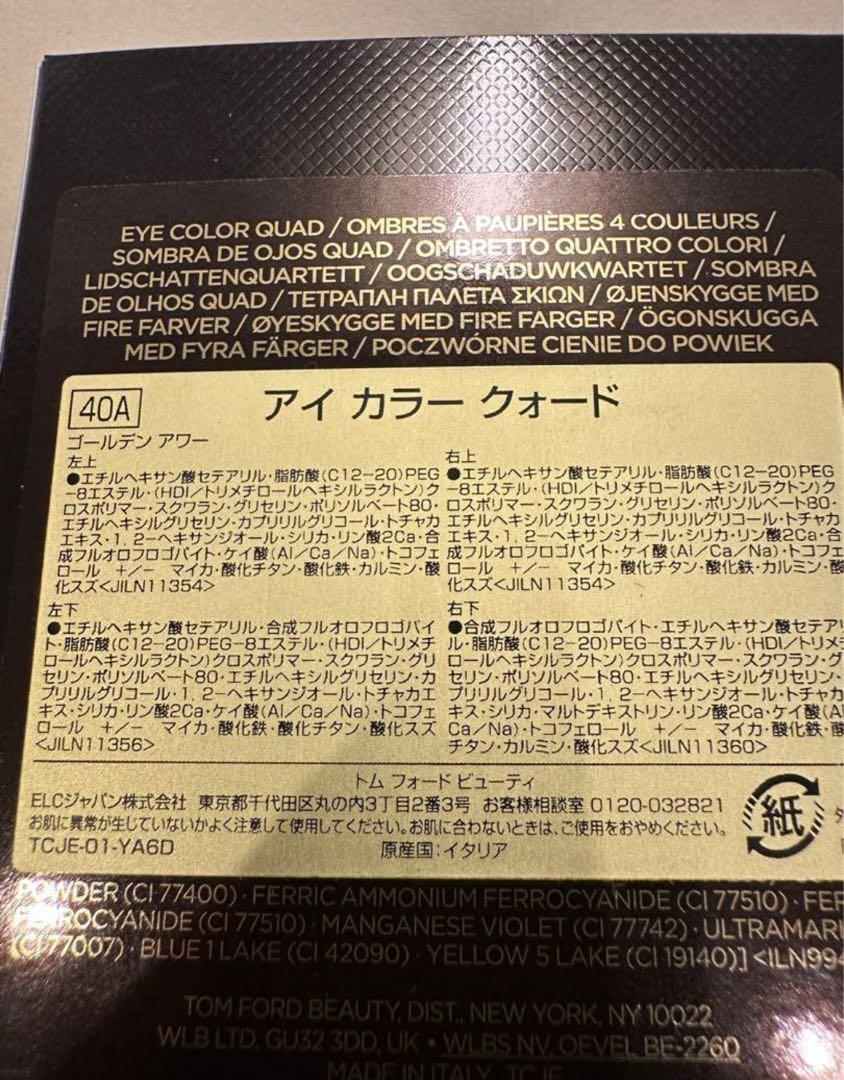 EYE COLOR QUAD / OMBRES À PAUPIÈRES 4 COULEURS /
SOMBRA DE OJOS QUAD / OMBRETTO QUATTRO COLORI /
LIDSCHATTENQUARTETT / OOGSCHADUWKWARTET / SOMBRA
DE OLHOS QUAD / ΤΕΤΡΑΠΛΗ ΠΑΛΕΤΑ ΣΚΙΩΝ / ØJENSKYGGE MED
FIRE FARVER / ØYESKYGGE MED FIRE FARGER / ÖGONSKUGGA
MED FYRA FÄRGER / POCZWÓRNE CIENIE DO POWIEK
40A アイ カラー クォード
ゴールデン アワー
左上
●エチルヘキサン酸セテアリル・脂肪酸(C12-20)PEG
-8エステル・(HDI/トリメチロールヘキシルラクトン)ク
ロスポリマー・スクワラン・グリセリン・ポリソルベート80・
エチルヘキシルグリセリン・カプリリルグリコール・トチャカ
エキス・1, 2-ヘキサンジオール・シリカ・リン酸2Ca・合
成フルオロフロゴパイト・ケイ酸(Al/Ca/Na)・トコフェ
ロール +/- マイカ・酸化チタン・酸化鉄・カルミン・酸
化スズ<JILN11354>
右上
●エチルヘキサン酸セテアリル・脂肪酸(C12-20)PEG
-8エステル・(HDI/トリメチロールヘキシルラクトン)ク
ロスポリマー・スクワラン・グリセリン・ポリソルベート80・
エチルヘキシルグリセリン・カプリリルグリコール・トチャカ
エキス・1, 2-ヘキサンジオール・シリカ・リン酸2Ca・合
成フルオロフロゴパイト・ケイ酸(Al/Ca/Na)・トコフェ
ロール +/- マイカ・酸化チタン・酸化鉄・カルミン・酸
化スズ<JILN11354>
左下
●エチルヘキサン酸セテアリル・合成フルオロフロゴパイ
ト・脂肪酸(C12-20)PEG-8エステル・(HDI/トリメチ
ロールヘキシルラクトン)クロスポリマー・スクワラン・グリ
セリン・ポリソルベート80・エチルヘキシルグリセリン・カ
プリリルグリコール・1, 2-ヘキサンジオール・トチャカエ
キス・シリカ・リン酸2Ca・ケイ酸(Al/Ca/Na)・トコフェ
ロール +/- マイカ・酸化鉄・酸化チタン・酸化スズ
<JILN11356>
右下
●合成フルオロフロゴパイト・エチルヘキサン酸セテアリ
ル・脂肪酸(C12-20)PEG-8エステル・(HDI/トリメ
ロールヘキシルラクトン)クロスポリマー・スクワラン・グ
セリン・ポリソルベート80・エチルヘキシルグリセリン・
プリリルグリコール・1, 2-ヘキサンジオール・トチャカ
キス・シリカ・マルトデキストリン・リン酸2Ca・ケイ酸(A
Ca/Na)・トコフェロール +/- マイカ・酸化鉄・酸
チタン・カルミン・酸化スズ<JILN11360>
トム フォード ビューティ
ELCジャパン株式会社 東京都千代田区丸の内3丁目2番3号 お客様相談室 0120-032821
お肌に異常が生じていないかよく注意して使用してください。お肌に合わないときは、ご使用をおやめください。
TCJE-01-YA6D 原産国:イタリア
紙
POWDER (CI 77400) · FERRIC AMMONIUM FERROCYANIDE (CI 77510) · FER
FERROCYANIDE (CI 77510) · MANGANESE VIOLET (CI 77742) · ULTRAMARI
(CI 77007) · BLUE 1 LAKE (CI 42090) · YELLOW 5 LAKE (CI 19140)] <ILN994
TOM FORD BEAUTY, DIST., NEW YORK, NY 10022
WLB LTD, GU32 3DD, UK • WLBS NV, OEVEL BE-2260
MADE IN ITALY TCJE